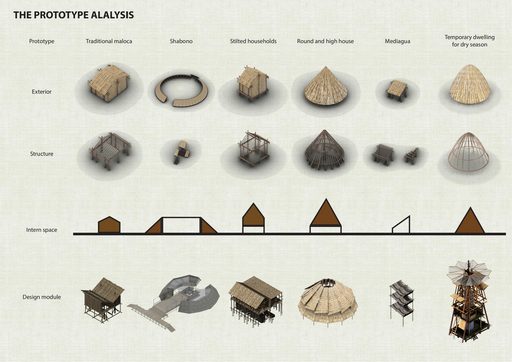 THE PROTOTYPE ALALYSIS
Prototype Traditional maloca Shabono Stilted households Round and high house Mediagua Temporary dwelling
for dry season
Exterior
Structure
Intern space
Design module